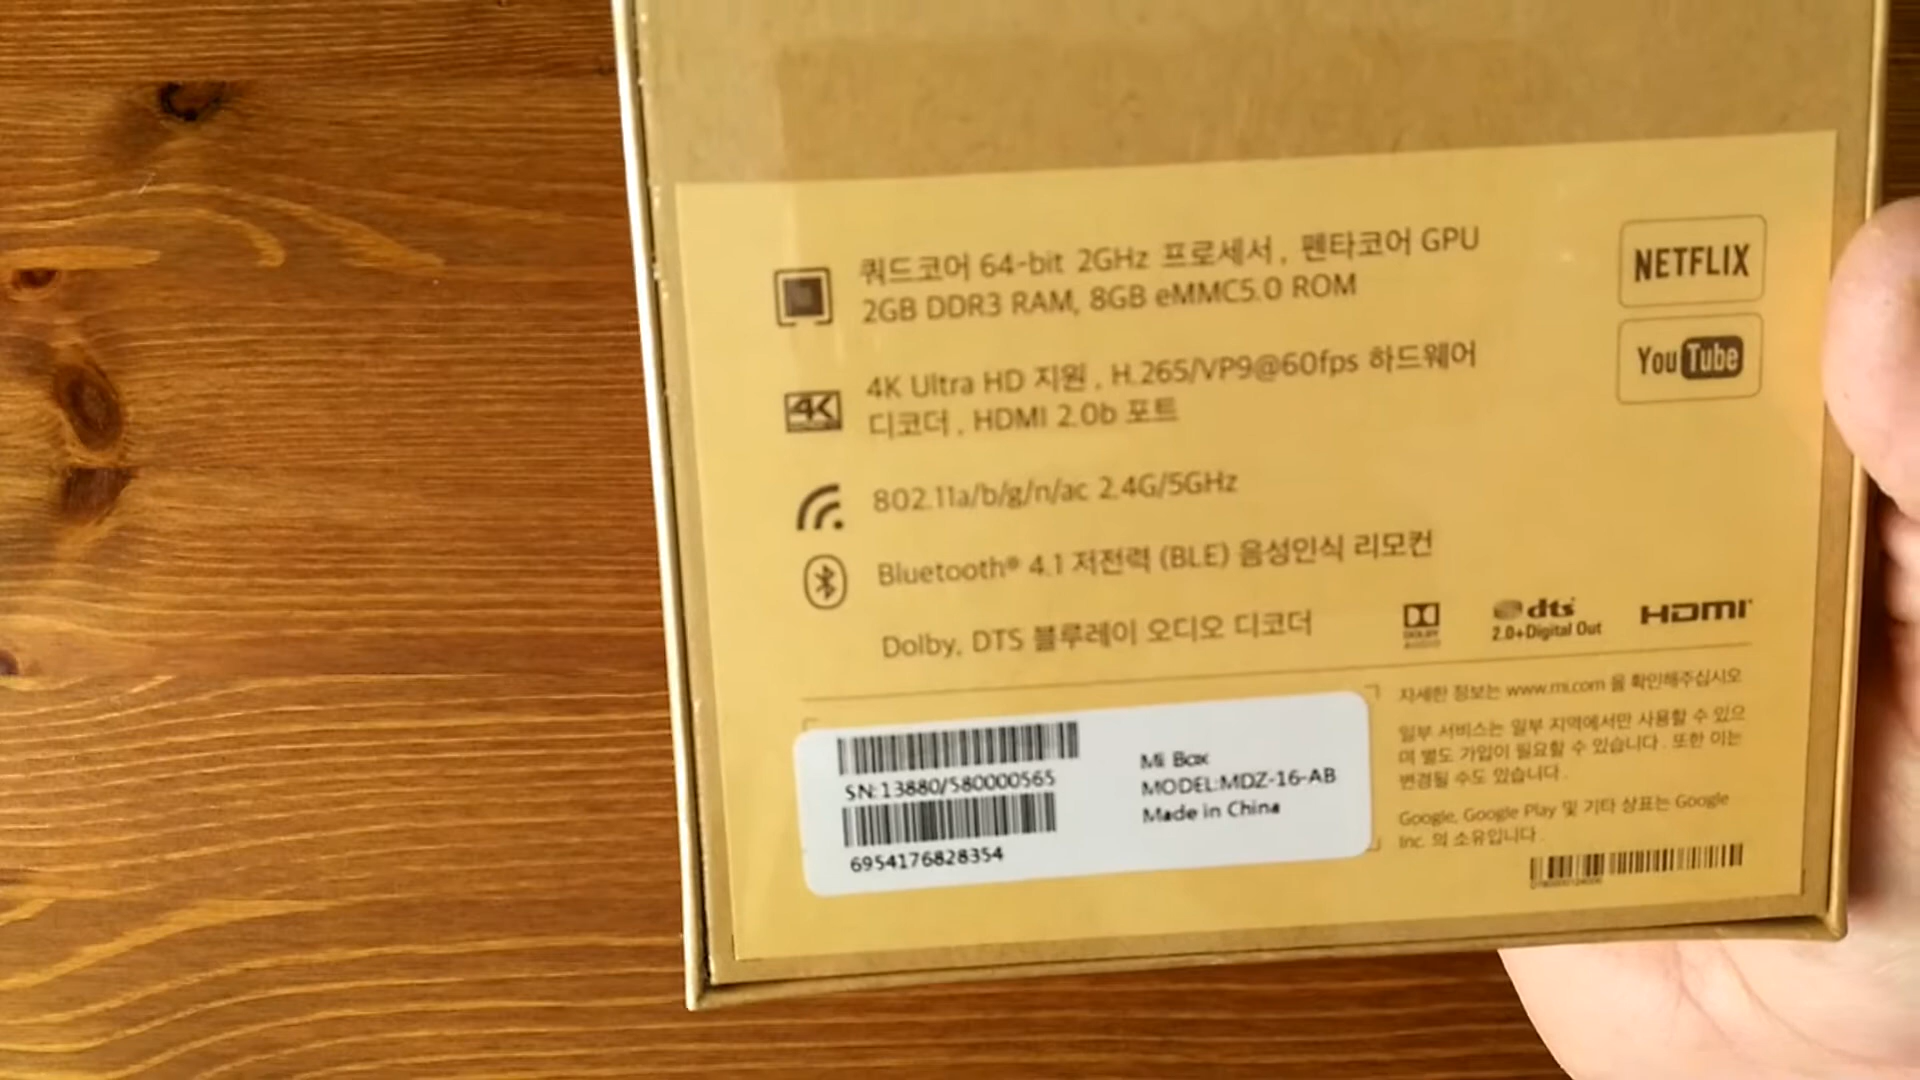 쿼드코어 64-bit 2GHz 프로세서, 펜타코어 GPU
2GB DDR3 RAM, 8GB eMMC5.0 ROM
NETFLIX
4K
4K Ultra HD 지원, H.265/VP9@60fps 하드웨어
디코더, HDMI 2.0b 포트
YouTube
802.11a/b/g/n/ac 2.4G/5GHz
Bluetooth® 4.1 저전력 (BLE) 음성인식 리모컨
Dolby, DTS 블루레이 오디오 디코더
DOLBY AUDIO
dts
2.0+Digital Out
HDMI
자세한 정보는 www.mi.com 을 확인해주십시오
일부 서비스는 일부 지역에서만 사용할 수 있으
며 별도 가입이 필요할 수 있습니다. 또한 이는
변경될 수도 있습니다.
Google, Google Play 및 기타 상표는 Google
Inc. 의 소유입니다.
SN:13880/580000565
6954176828354
Mi Box
MODEL:MDZ-16-AB
Made in China